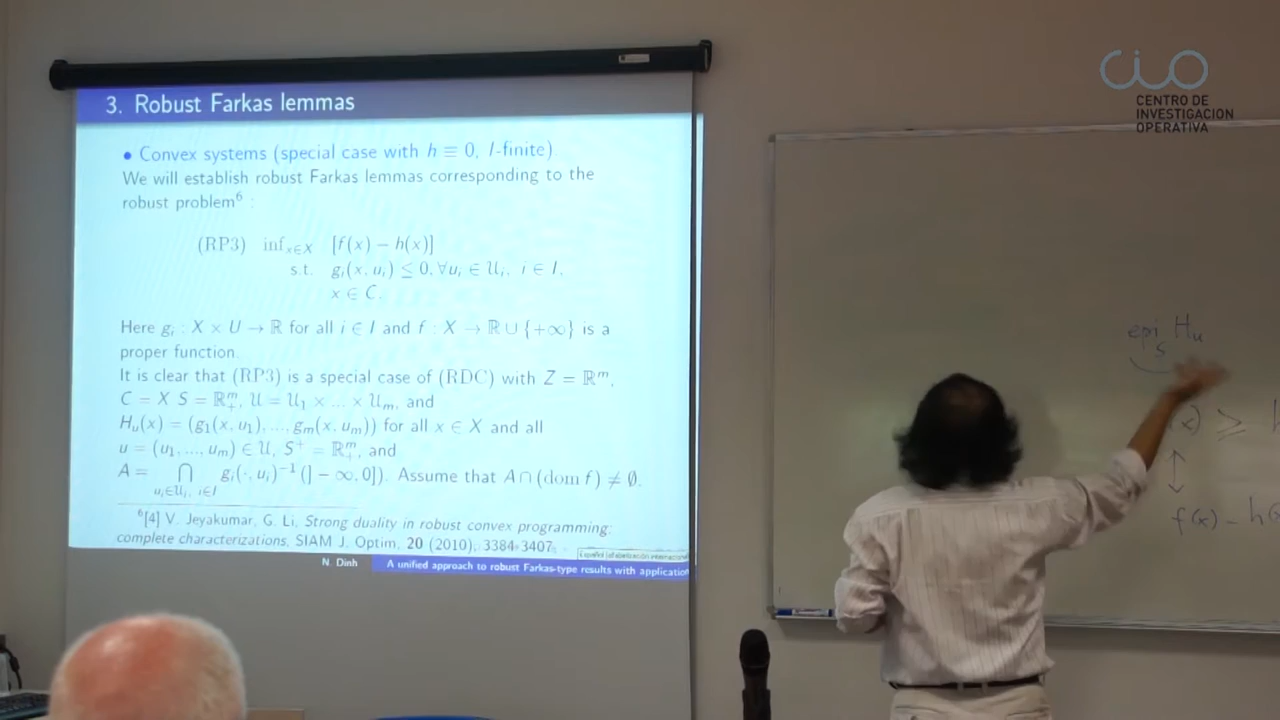 3. Robust Farkas lemmas
• Convex systems (special case with h ≡ 0, I-finite)
We will establish robust Farkas lemmas corresponding to the
robust problem⁶ :
(RP3) inf_{x∈X} [f(x) − h(x)]
s.t. g_i(x, u_i) ≤ 0, ∀u_i ∈ 𝒰_i, i ∈ I,
x ∈ C.
Here g_i : X × U → ℝ for all i ∈ I and f : X → ℝ ∪ {+∞} is a
proper function.
It is clear that (RP3) is a special case of (RDC) with Z = ℝ^m,
C = X S = ℝ^m_+, 𝒰 = 𝒰_1 × ... × 𝒰_m, and
H_u(x) = (g_1(x, u_1), ..., g_m(x, u_m)) for all x ∈ X and all
u = (u_1, ..., u_m) ∈ 𝒰, S^+ = ℝ^m_+, and
A = ⋂_{u_i∈𝒰_i, i∈I} g_i(·, u_i)^{−1}(] − ∞, 0]). Assume that A ∩ (dom f) ≠ ∅.
⁶[4] V. Jeyakumar, G. Li, Strong duality in robust convex programming:
complete characterizations, SIAM J. Optim, 20 (2010), 3384-3407.
N. Dinh A unified approach to robust Farkas-type results with application
CIO
CENTRO DE
INVESTIGACION
OPERATIVA
epi_S H_u
(x) ≥ h
↕
f(x) − h(